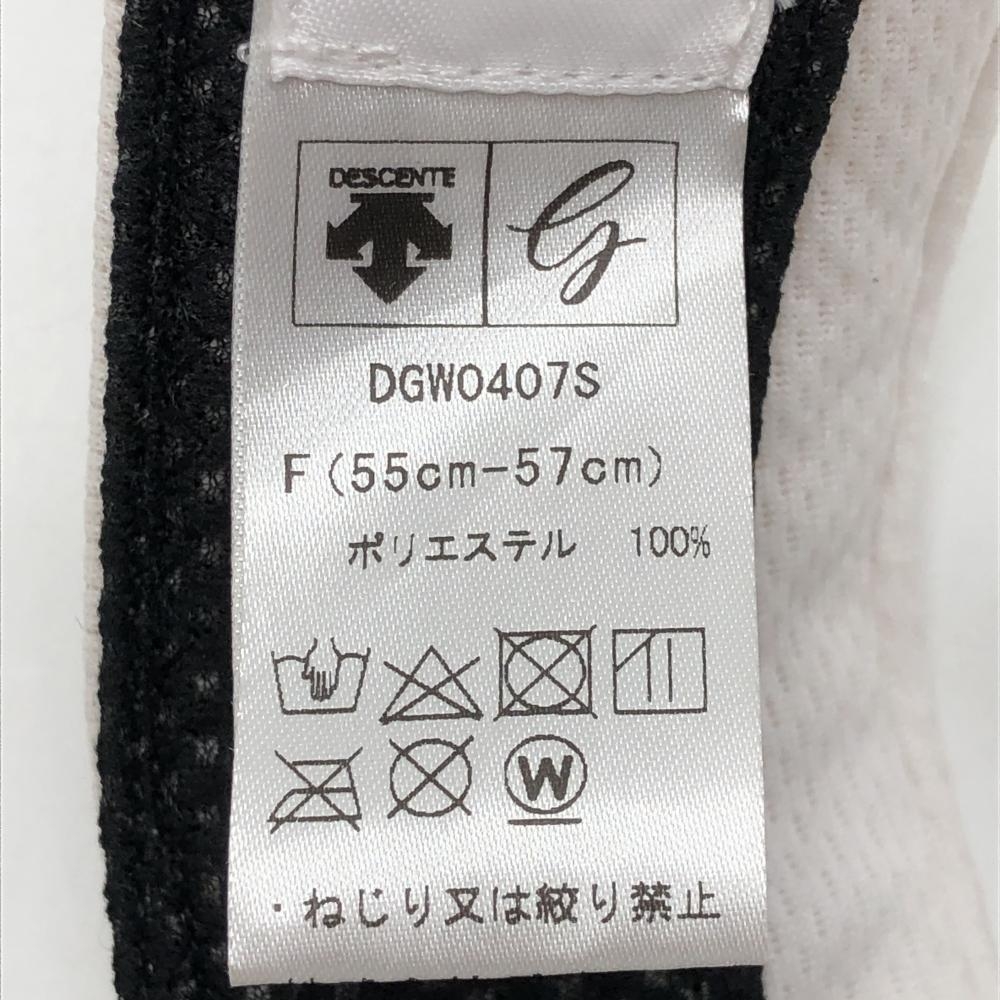 DESCENTE
G
DGW0407S
F(55cm-57cm)
ポリエステル 100%
W
・ねじり又は絞り禁止